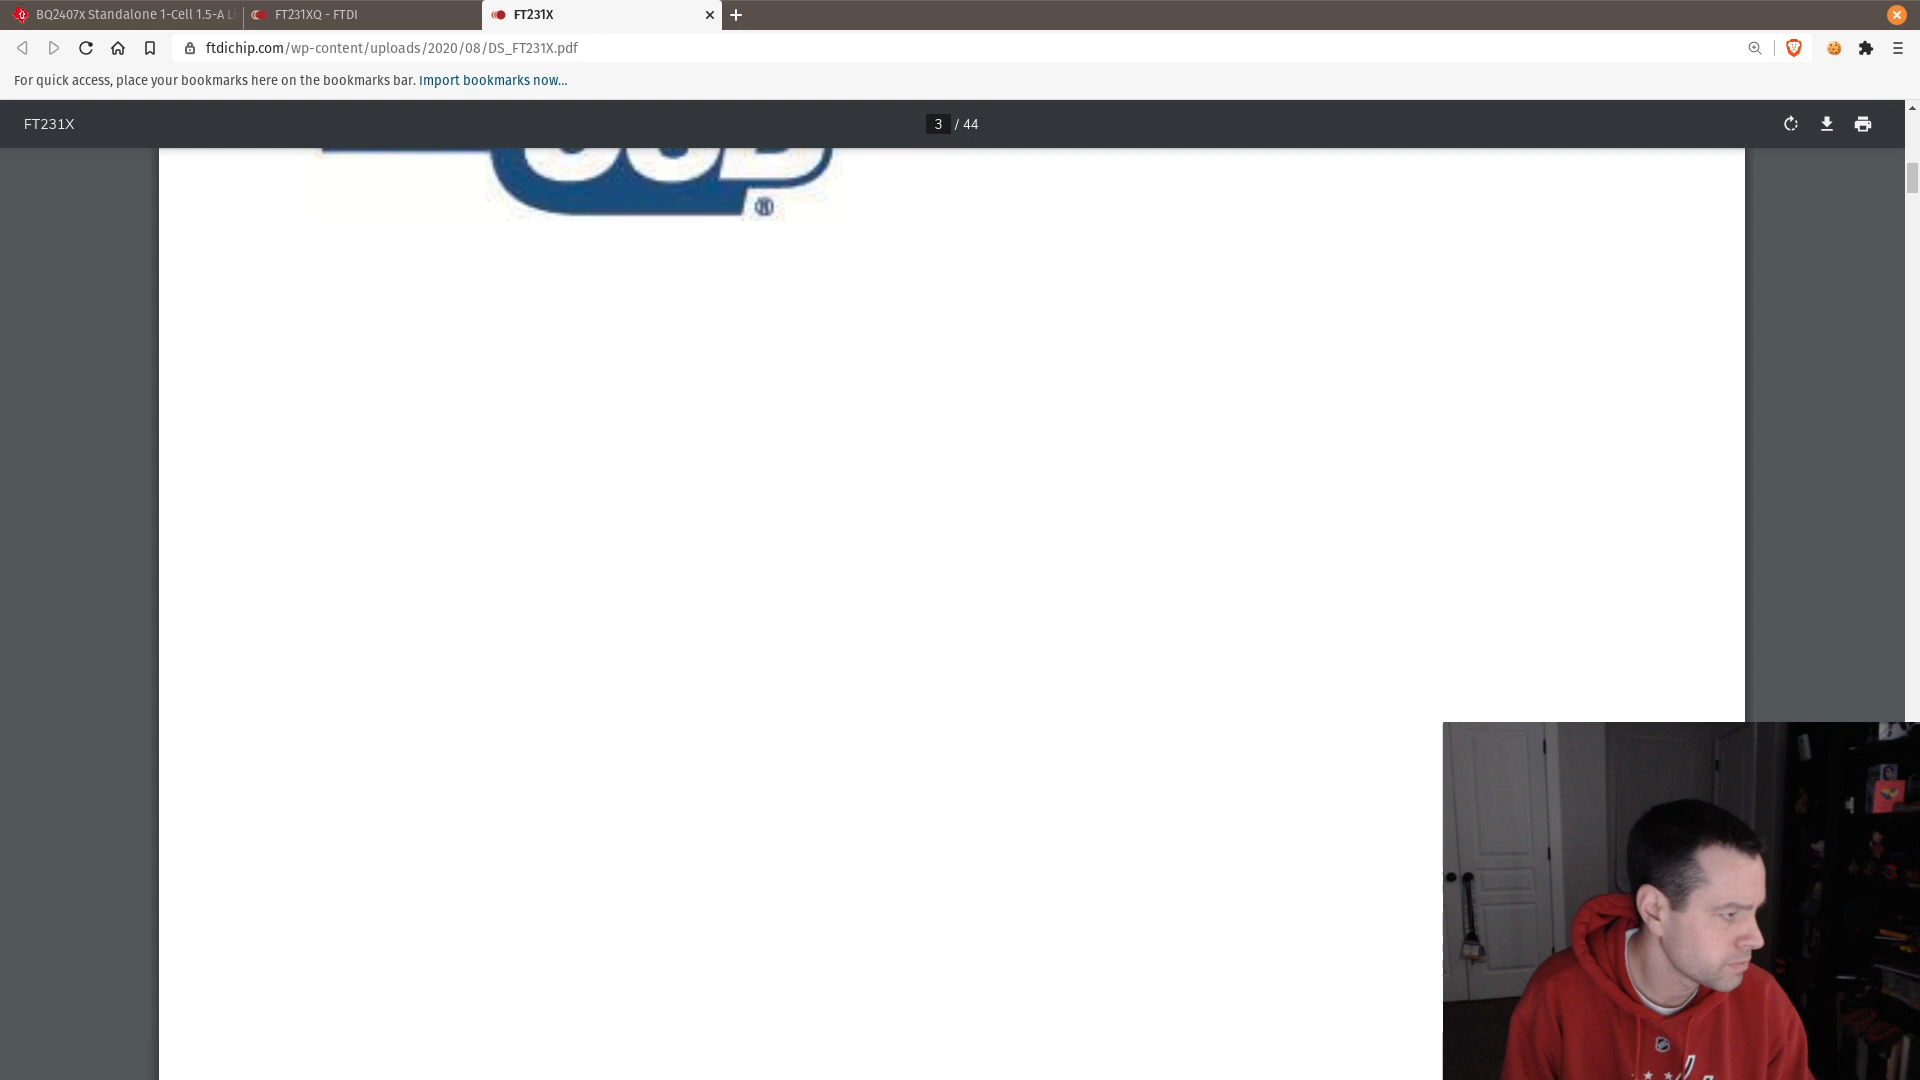 BQ2407x Standalone 1-Cell 1.5-A Li
FT231XQ - FTDI
FT231X
ftdichip.com/wp-content/uploads/2020/08/DS_FT231X.pdf
For quick access, place your bookmarks here on the bookmarks bar. Import bookmarks now...
FT231X
3 / 44
®